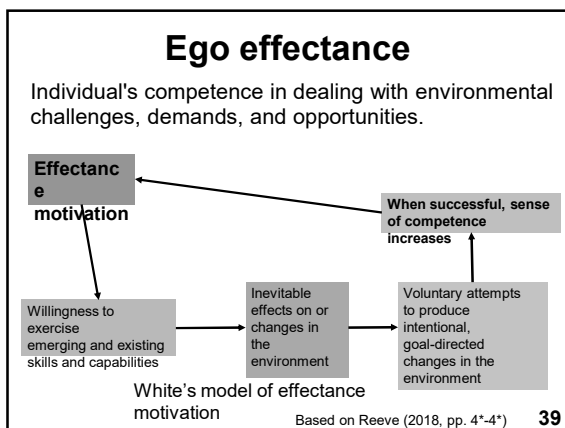 Ego effectance
Individual's competence in dealing with environmental
challenges, demands, and opportunities.
Effectanc
e
motivation
When successful, sense
of competence
increases
Willingness to
exercise
emerging and existing
skills and capabilities
Inevitable
effects on or
changes in
the
environment
Voluntary attempts
to produce
intentional,
goal-directed
changes in the
environment
White's model of effectance
motivation
Based on Reeve (2018, pp. 4*-4*)
39